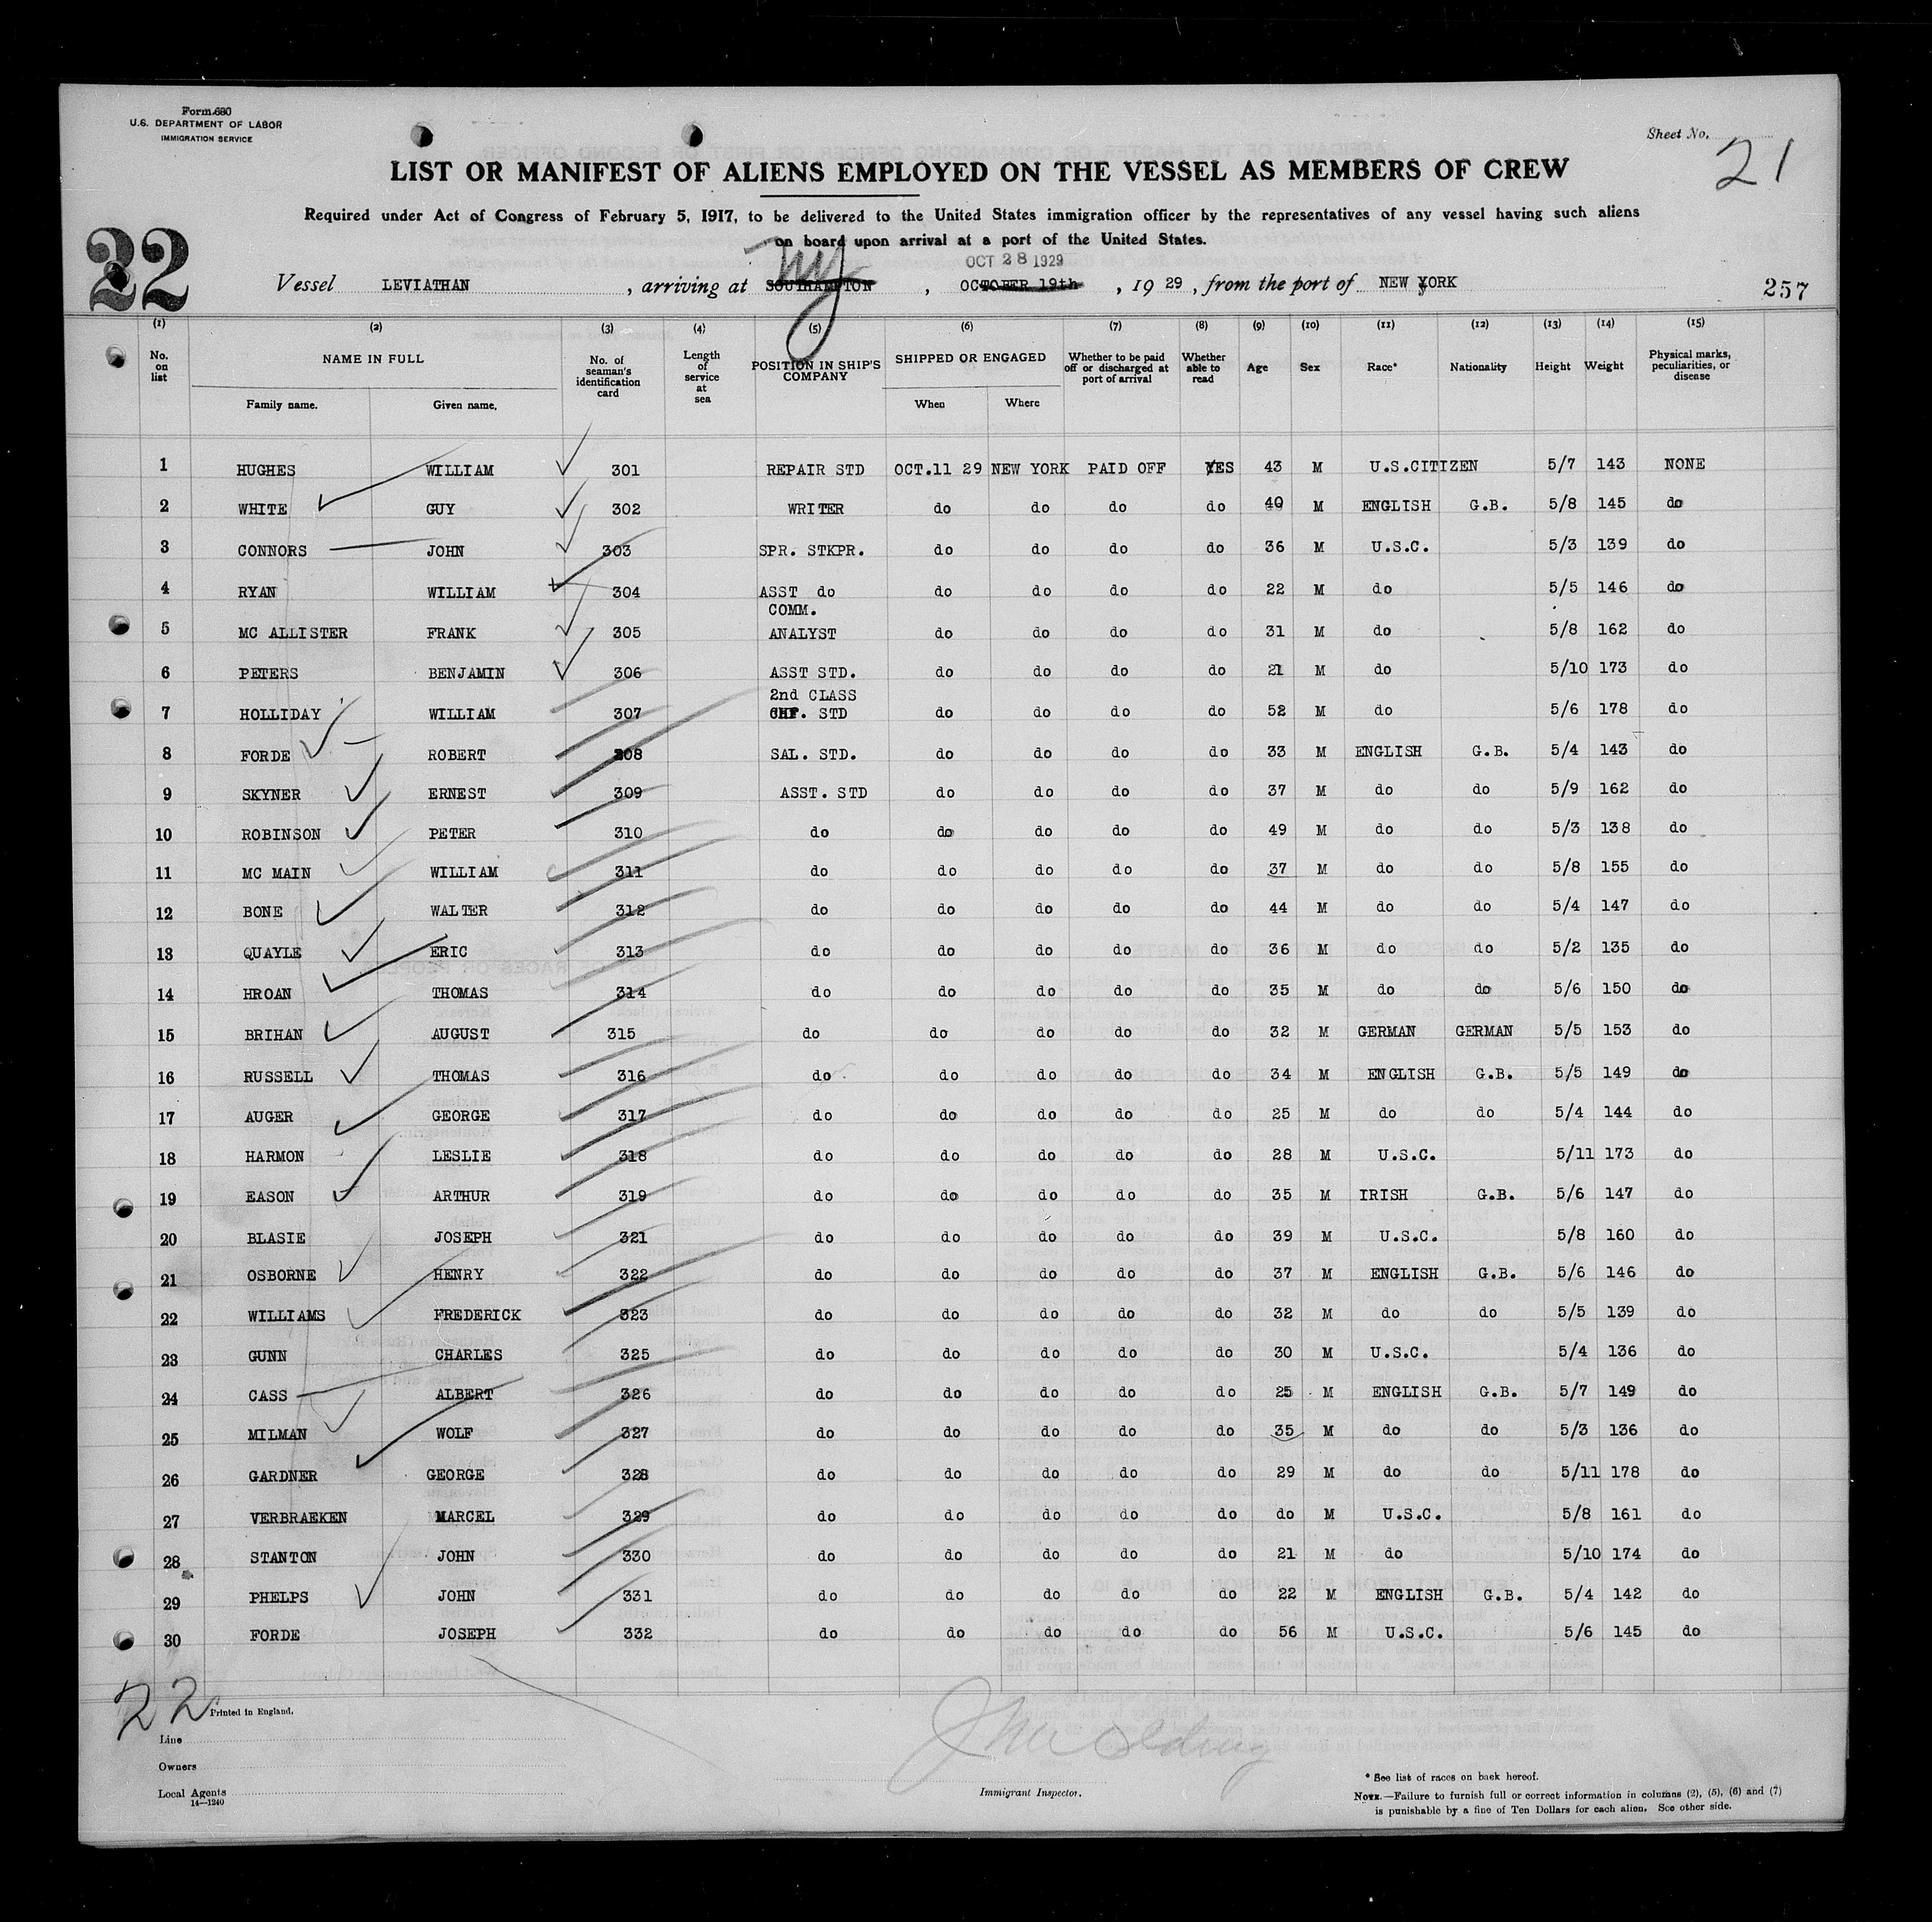 Form 680
U.S. DEPARTMENT OF LABOR
IMMIGRATION SERVICE
Sheet No. 21
LIST OR MANIFEST OF ALIENS EMPLOYED ON THE VESSEL AS MEMBERS OF CREW
Required under Act of Congress of February 5, 1917, to be delivered to the United States immigration officer by the representatives of any vessel having such aliens
on board upon arrival at a port of the United States.
22
ny
OCT 28 1929
Vessel LEVIATHAN , arriving at SOUTHAMPTON , OCTOBER 19th , 19 29 , from the port of NEW YORK
257
(1) (2) (3) (4) (5) (6) (7) (8) (9) (10) (11) (12) (13) (14) (15)
No. on list NAME IN FULL No. of seaman's identification card Length of service at sea POSITION IN SHIP'S COMPANY SHIPPED OR ENGAGED Whether to be paid off or discharged at port of arrival Whether able to read Age Sex Race* Nationality Height Weight Physical marks, peculiarities, or disease
Family name. Given name. When Where
1 HUGHES WILLIAM 301 REPAIR STD OCT.11 29 NEW YORK PAID OFF YES 43 M U.S.CITIZEN 5/7 143 NONE
2 WHITE GUY 302 WRITER do do do do 40 M ENGLISH G.B. 5/8 145 do
3 CONNORS JOHN 303 SPR. STKPR. do do do do 36 M U.S.C. 5/3 139 do
4 RYAN WILLIAM 304 ASST do do do do do 22 M do 5/5 146 do
COMM.
5 MC ALLISTER FRANK 305 ANALYST do do do do 31 M do 5/8 162 do
6 PETERS BENJAMIN 306 ASST STD. do do do do 21 M do 5/10 173 do
2nd CLASS
7 HOLLIDAY WILLIAM 307 CHF. STD do do do do 52 M do 5/6 178 do
8 FORDE ROBERT 308 SAL. STD. do do do do 33 M ENGLISH G.B. 5/4 143 do
9 SKYNER ERNEST 309 ASST. STD do do do do 37 M do do 5/9 162 do
10 ROBINSON PETER 310 do do do do do 49 M do do 5/3 138 do
11 MC MAIN WILLIAM 311 do do do do do 37 M do do 5/8 155 do
12 BONE WALTER 312 do do do do do 44 M do do 5/4 147 do
13 QUAYLE ERIC 313 do do do do do 36 M do do 5/2 135 do
14 HROAN THOMAS 314 do do do do do 35 M do do 5/6 150 do
15 BRIHAN AUGUST 315 do do do do do 32 M GERMAN GERMAN 5/5 153 do
16 RUSSELL THOMAS 316 do do do do do 34 M ENGLISH G.B. 5/5 149 do
17 AUGER GEORGE 317 do do do do do 25 M do do 5/4 144 do
18 HARMON LESLIE 318 do do do do do 28 M U.S.C. 5/11 173 do
19 EASON ARTHUR 319 do do do do do 35 M IRISH G.B. 5/6 147 do
20 BLASIE JOSEPH 321 do do do do do 39 M U.S.C. 5/8 160 do
21 OSBORNE HENRY 322 do do do do do 37 M ENGLISH G.B. 5/6 146 do
22 WILLIAMS FREDERICK 323 do do do do do 32 M do do 5/5 139 do
23 GUNN CHARLES 325 do do do do do 30 M U.S.C. 5/4 136 do
24 CASS ALBERT 326 do do do do do 25 M ENGLISH G.B. 5/7 149 do
25 MILMAN WOLF 327 do do do do do 35 M do do 5/3 136 do
26 GARDNER GEORGE 328 do do do do do 29 M do do 5/11 178 do
27 VERBRAEKEN MARCEL 329 do do do do do do M U.S.C. 5/8 161 do
28 STANTON JOHN 330 do do do do do 21 M do 5/10 174 do
29 PHELPS JOHN 331 do do do do do 22 M ENGLISH G.B. 5/4 142 do
30 FORDE JOSEPH 332 do do do do do 56 M U.S.C. 5/6 145 do
22
Printed in England.
Line
Owners
Local Agents
14—1240
Immigrant Inspector.
* See list of races on back hereof.
NOTE.—Failure to furnish full or correct information in columns (2), (5), (6) and (7)
is punishable by a fine of Ten Dollars for each alien. See other side.